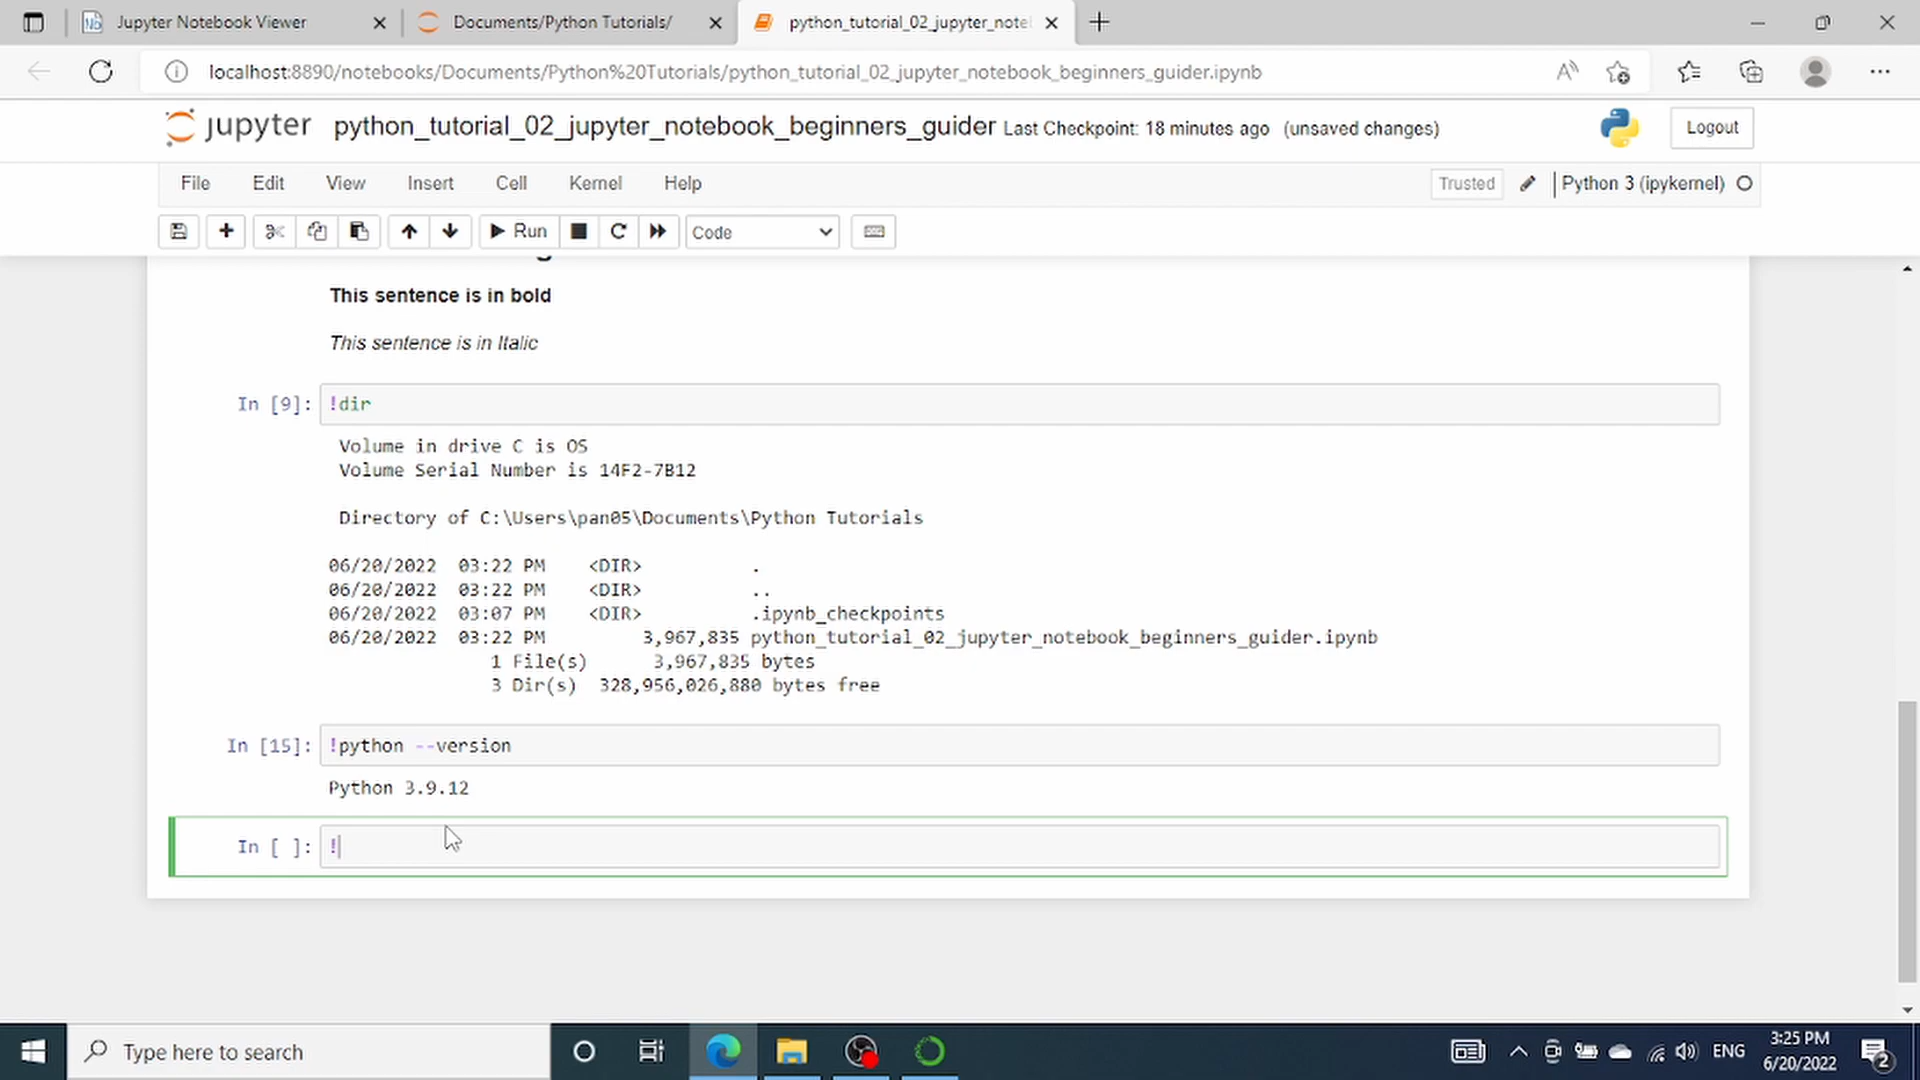 Jupyter Notebook Viewer
Documents/Python Tutorials/
python_tutorial_02_jupyter_note
localhost:8890/notebooks/Documents/Python%20Tutorials/python_tutorial_02_jupyter_notebook_beginners_guider.ipynb
jupyter python_tutorial_02_jupyter_notebook_beginners_guider Last Checkpoint: 18 minutes ago (unsaved changes)
Logout
File Edit View Insert Cell Kernel Help
Trusted
Python 3 (ipykernel)
Run
Code
This sentence is in bold
This sentence is in Italic
In [9]: !dir
Volume in drive C is OS
Volume Serial Number is 14F2-7B12
Directory of C:\Users\pan05\Documents\Python Tutorials
06/20/2022 03:22 PM <DIR> .
06/20/2022 03:22 PM <DIR> ..
06/20/2022 03:07 PM <DIR> .ipynb_checkpoints
06/20/2022 03:22 PM 3,967,835 python_tutorial_02_jupyter_notebook_beginners_guider.ipynb
1 File(s) 3,967,835 bytes
3 Dir(s) 328,956,026,880 bytes free
In [15]: !python --version
Python 3.9.12
In [ ]: !
Type here to search
ENG
3:25 PM
6/20/2022
2